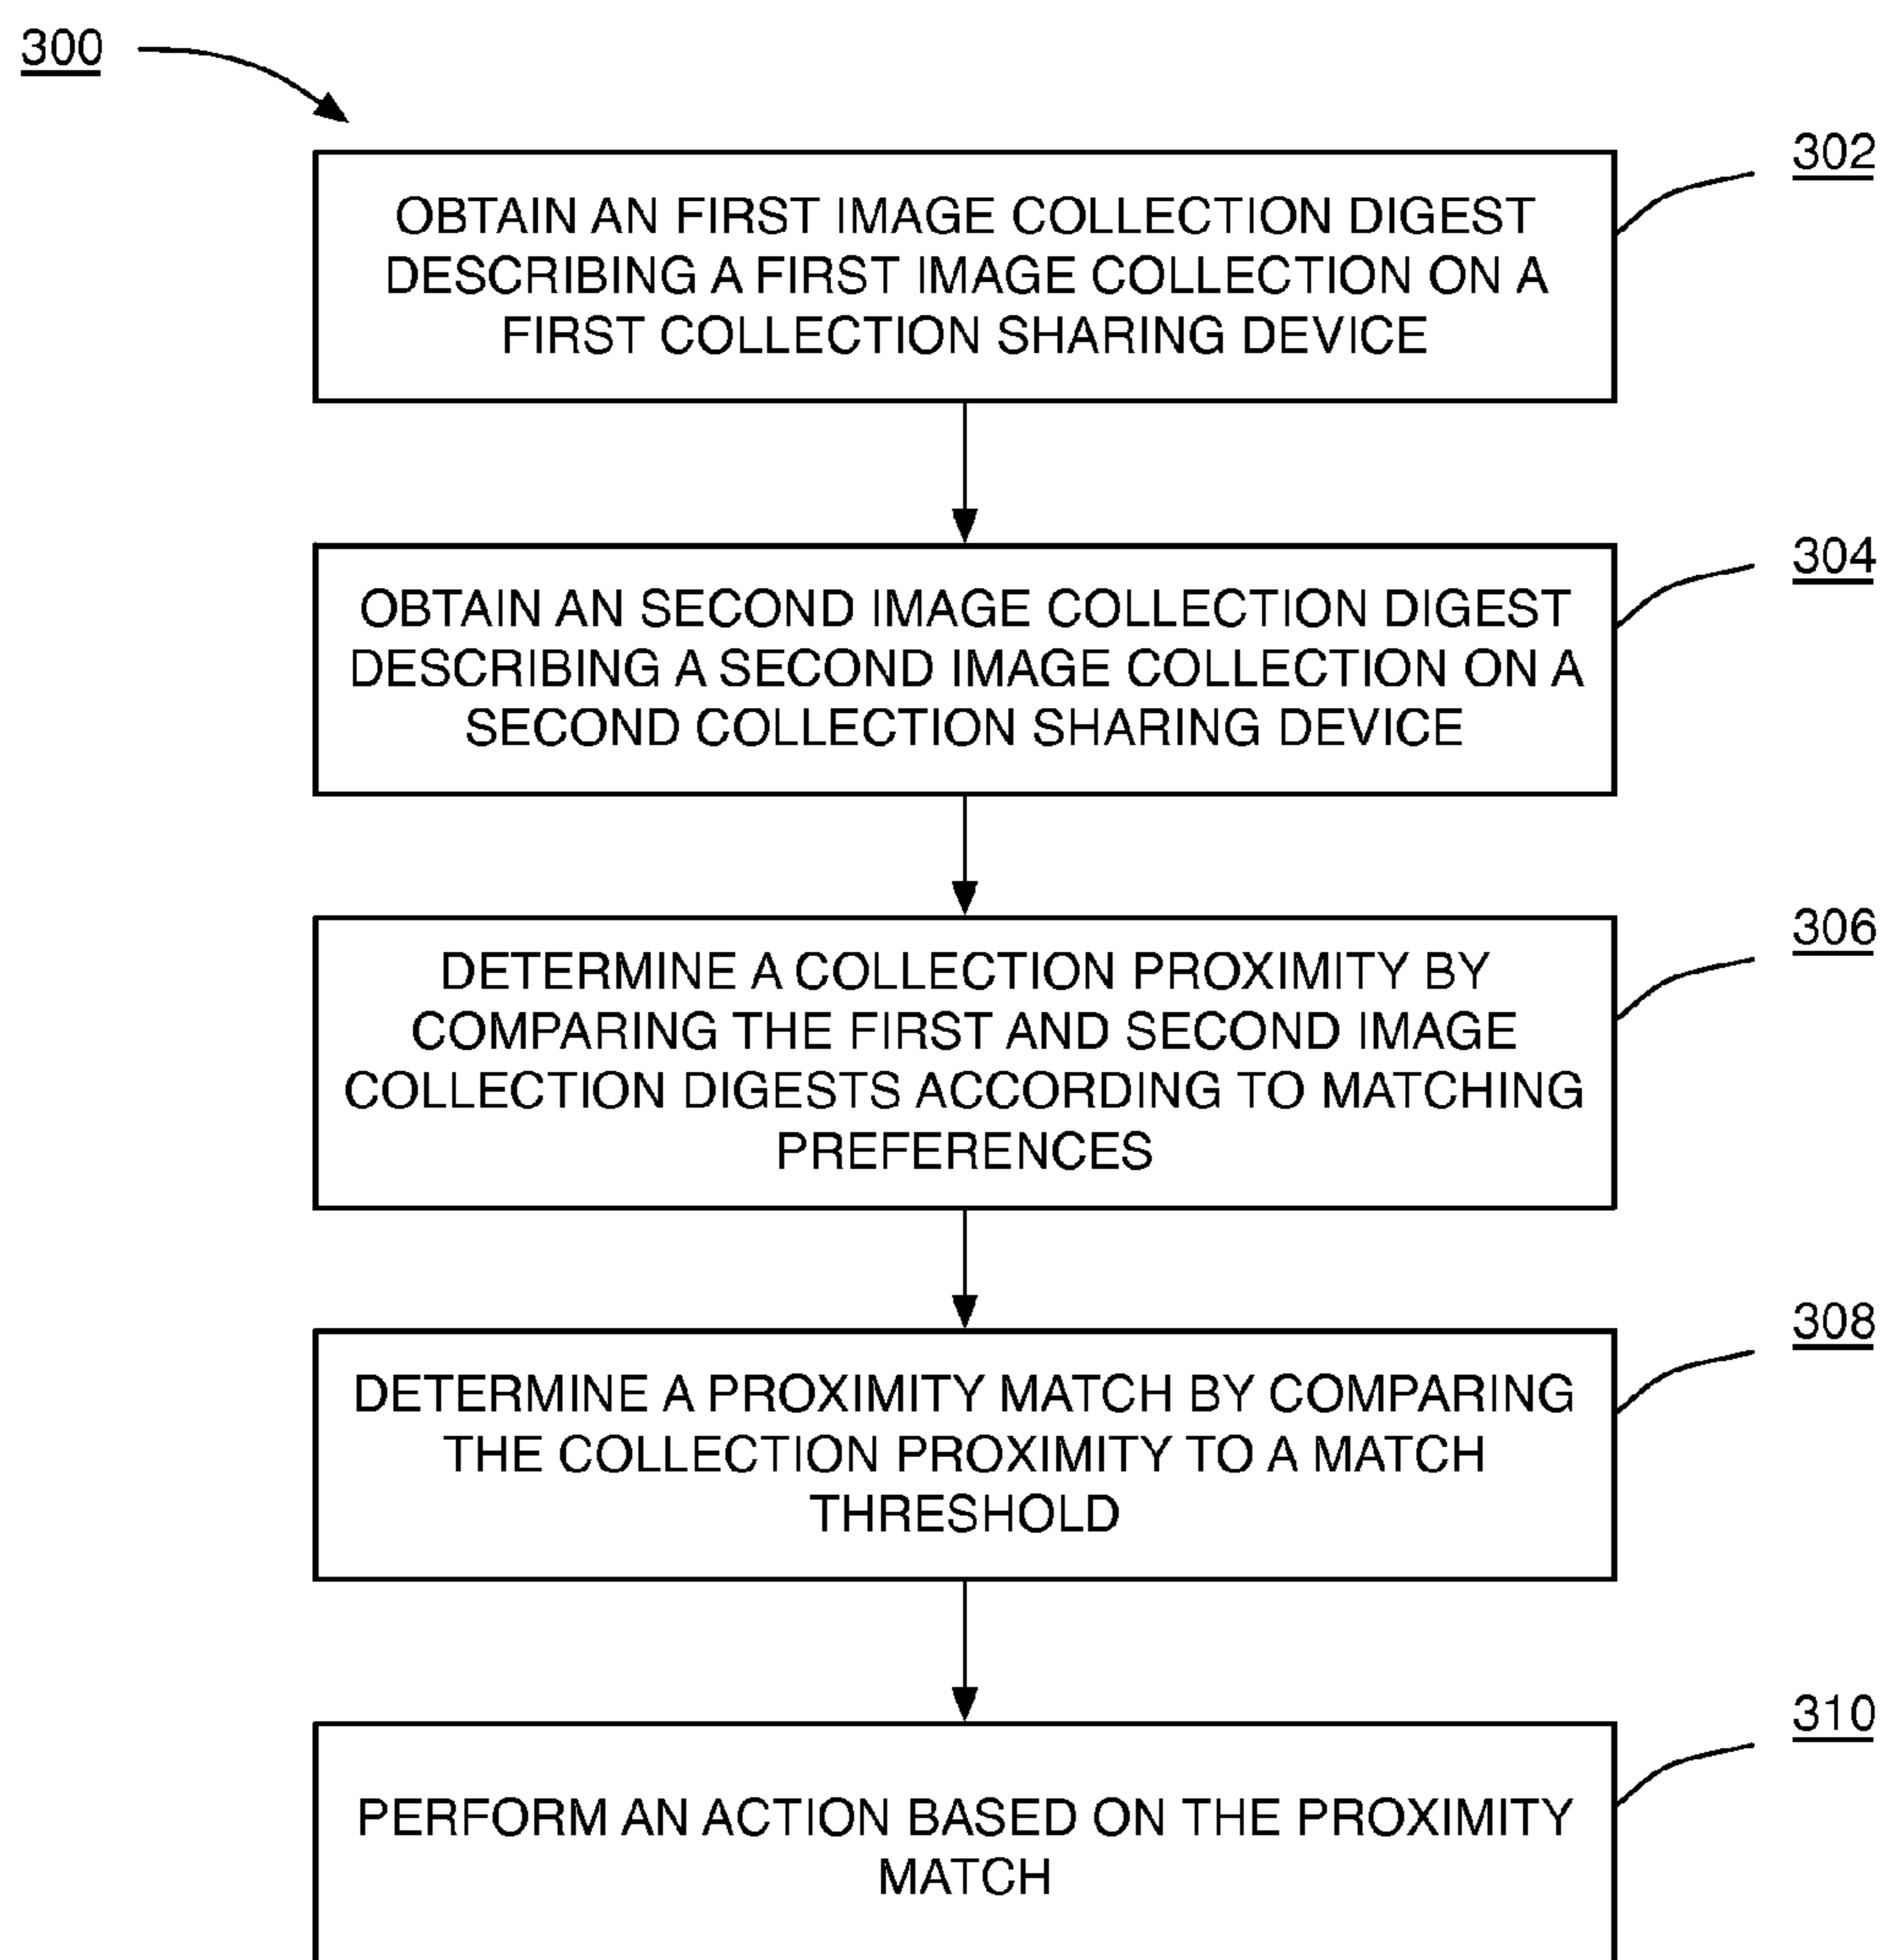 300
302
OBTAIN AN FIRST IMAGE COLLECTION DIGEST
DESCRIBING A FIRST IMAGE COLLECTION ON A
FIRST COLLECTION SHARING DEVICE
304
OBTAIN AN SECOND IMAGE COLLECTION DIGEST
DESCRIBING A SECOND IMAGE COLLECTION ON A
SECOND COLLECTION SHARING DEVICE
306
DETERMINE A COLLECTION PROXIMITY BY
COMPARING THE FIRST AND SECOND IMAGE
COLLECTION DIGESTS ACCORDING TO MATCHING
PREFERENCES
308
DETERMINE A PROXIMITY MATCH BY COMPARING
THE COLLECTION PROXIMITY TO A MATCH
THRESHOLD
310
PERFORM AN ACTION BASED ON THE PROXIMITY
MATCH